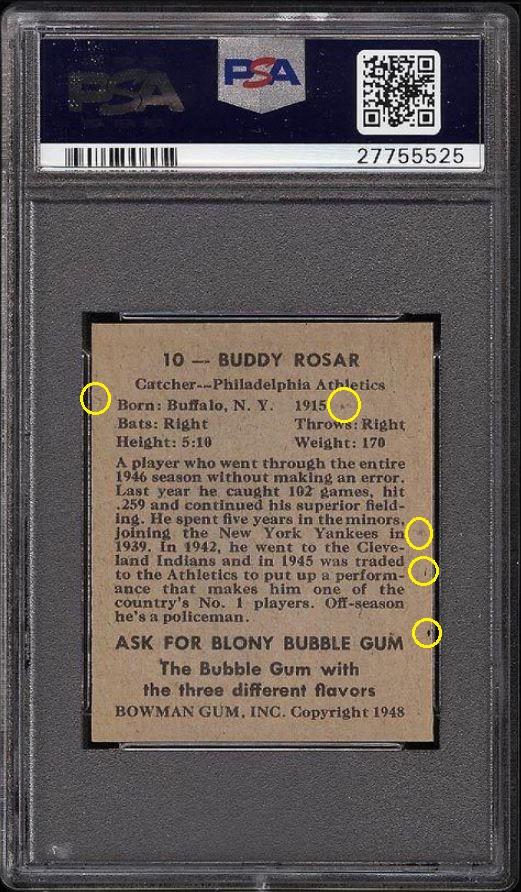 PSA
PSA
27755525
10 — BUDDY ROSAR
Catcher--Philadelphia Athletics
Born: Buffalo, N. Y. 1915
Bats: Right Throws: Right
Height: 5:10 Weight: 170
A player who went through the entire
1946 season without making an error.
Last year he caught 102 games, hit
.259 and continued his superior field-
ing. He spent five years in the minors,
joining the New York Yankees in
1939. In 1942, he went to the Cleve-
land Indians and in 1945 was traded
to the Athletics to put up a perform-
ance that makes him one of the
country's No. 1 players. Off-season
he's a policeman.
ASK FOR BLONY BUBBLE GUM
The Bubble Gum with
the three different flavors
BOWMAN GUM, INC. Copyright 1948